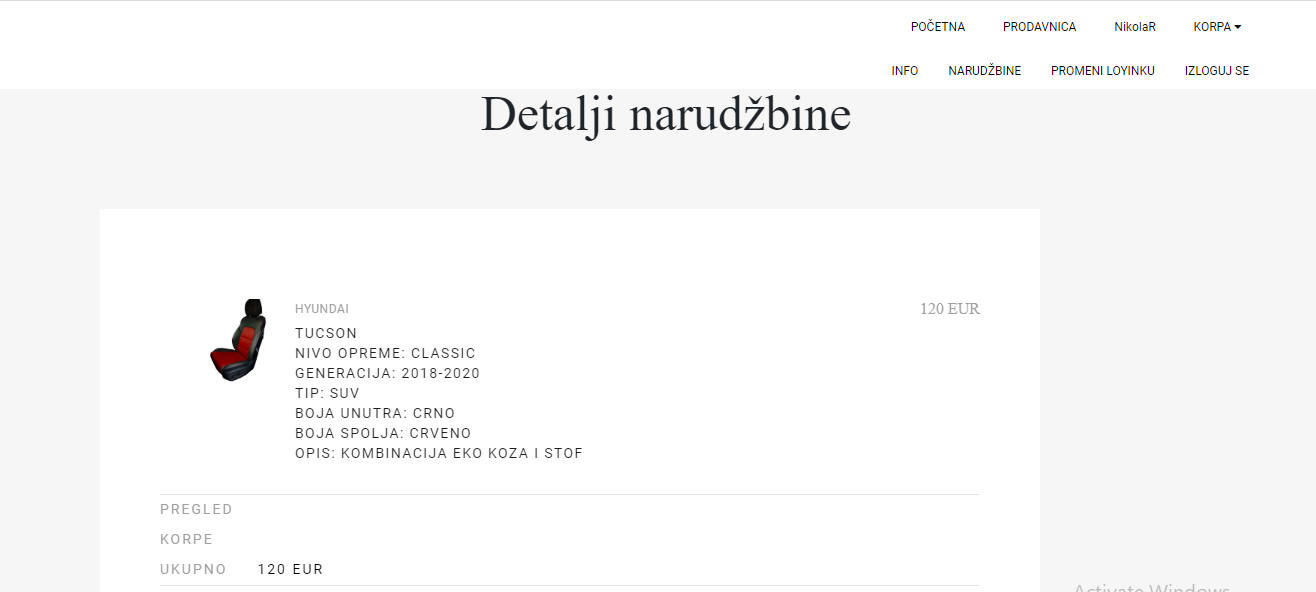 POČETNA PRODAVNICA NikolaR KORPA
INFO NARUDŽBINE PROMENI LOYINKU IZLOGUJ SE
Detalji narudžbine
HYUNDAI 120 EUR
TUCSON
NIVO OPREME: CLASSIC
GENERACIJA: 2018-2020
TIP: SUV
BOJA UNUTRA: CRNO
BOJA SPOLJA: CRVENO
OPIS: KOMBINACIJA EKO KOZA I STOF
PREGLED
KORPE
UKUPNO 120 EUR
Activate Windows